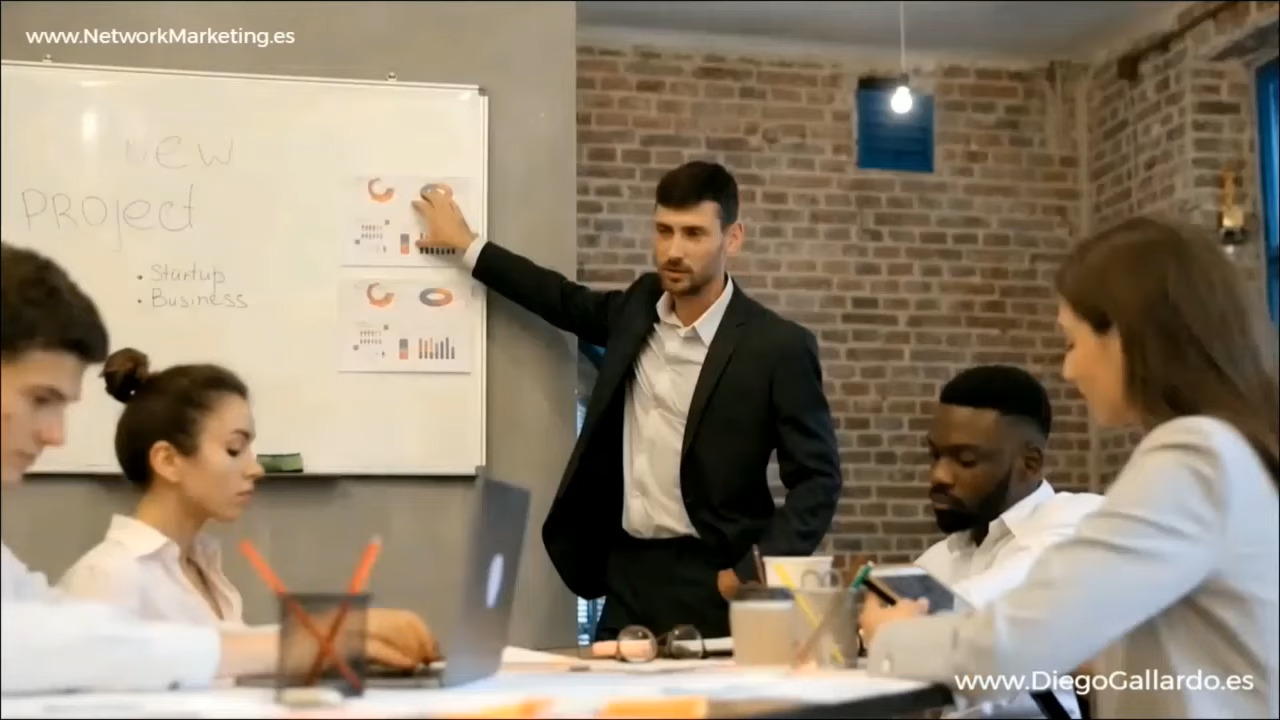 www.NetworkMarketing.es
New
PROject
• Startup
• Business
www.DiegoGallardo.es